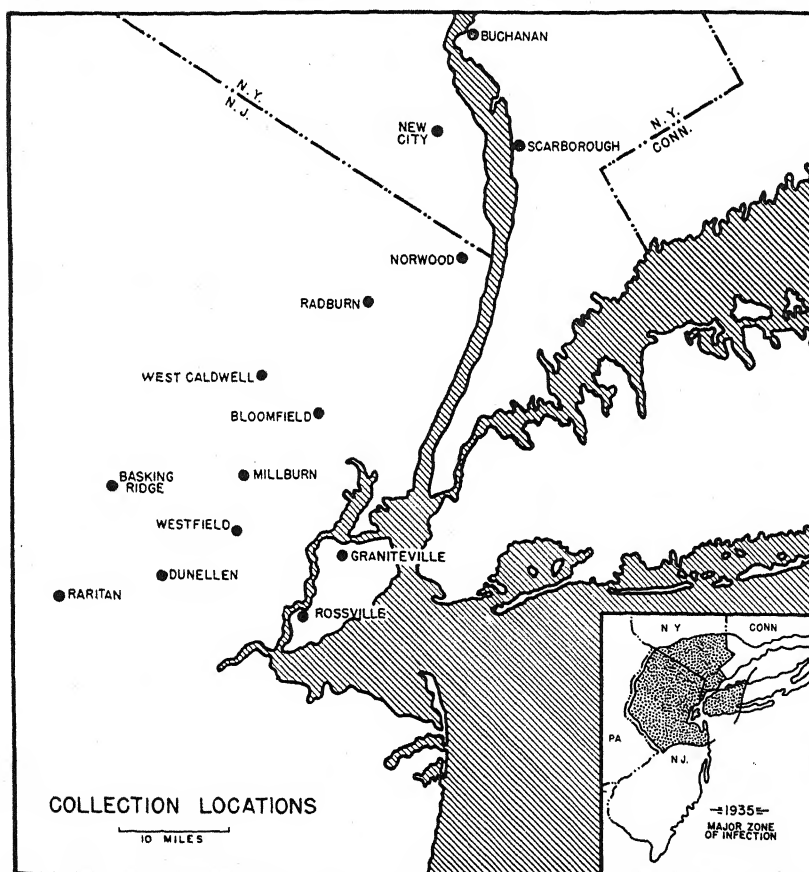 BUCHANAN
N.Y.
N.J.
NEW
CITY
N.Y.
CONN.
SCARBOROUGH
NORWOOD
RADBURN
WEST CALDWELL
BLOOMFIELD
BASKING
RIDGE
MILLBURN
WESTFIELD
GRANITEVILLE
DUNELLEN
RARITAN
ROSSVILLE
N Y
CONN
PA
N.J.
COLLECTION LOCATIONS
10 MILES
1935
MAJOR ZONE
OF INFECTION